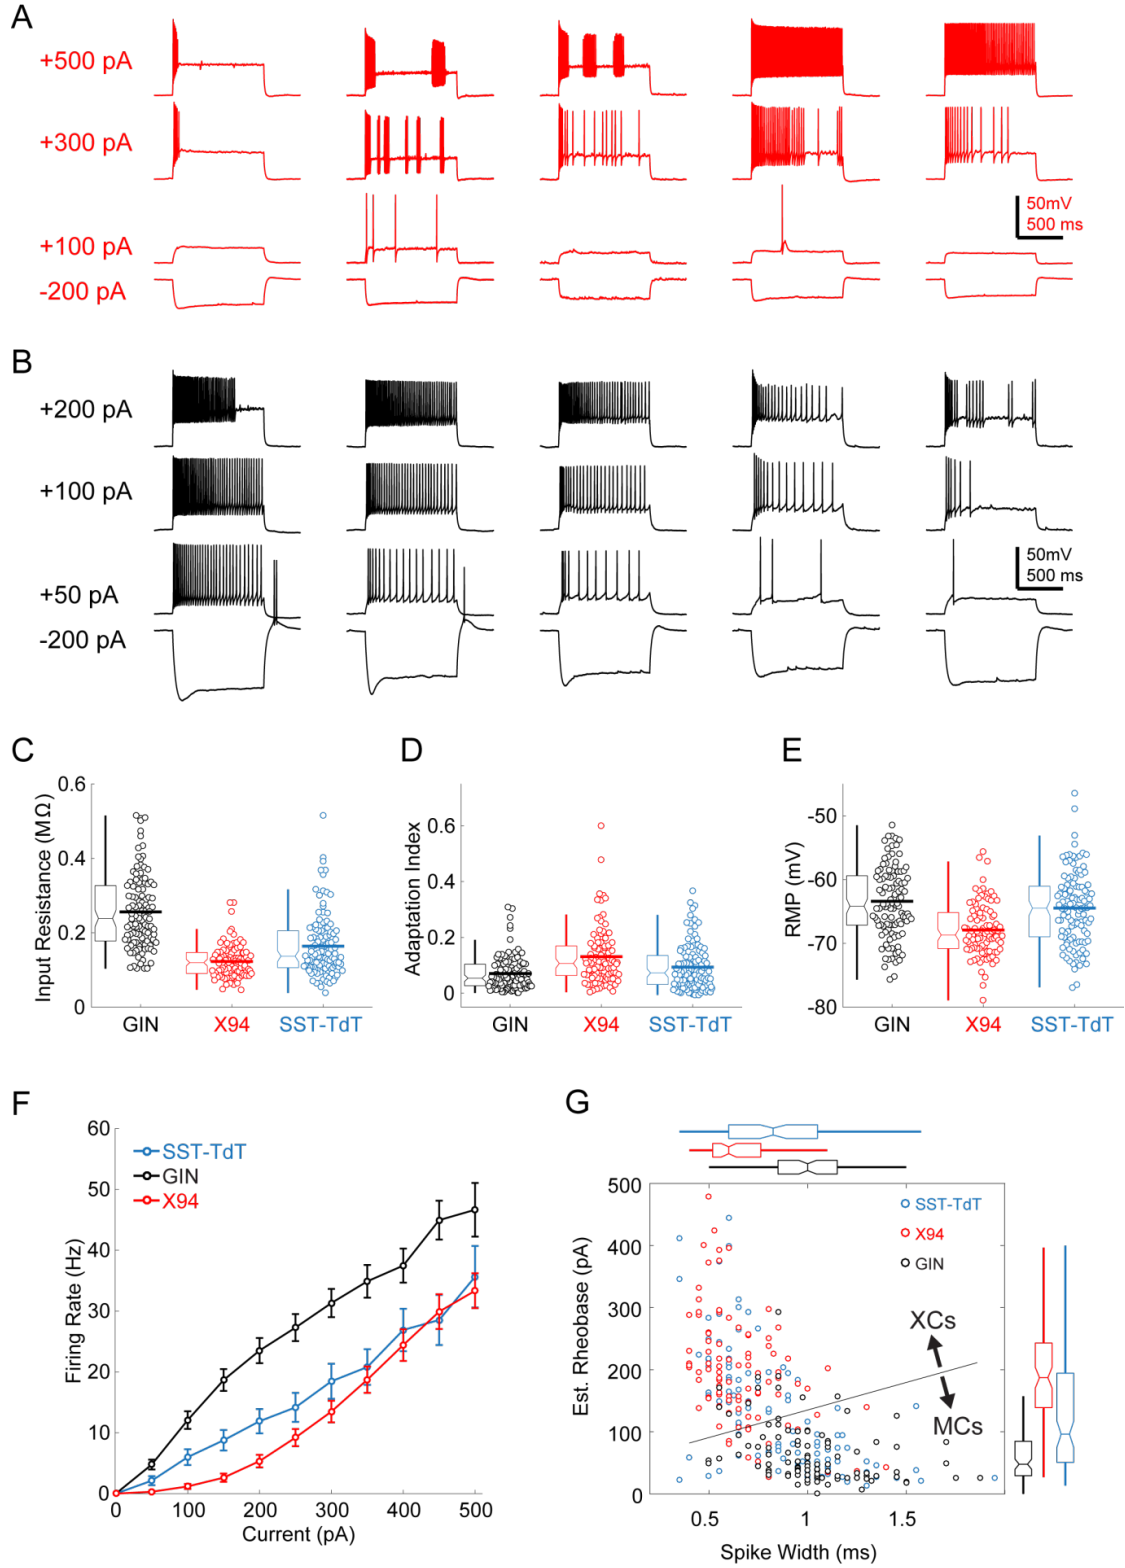 A
+500 pA
+300 pA
+100 pA
-200 pA
50mV
500 ms
B
+200 pA
+100 pA
+50 pA
-200 pA
50mV
500 ms
C
Input Resistance (MΩ)
0.6
0.4
0.2
0
GIN
X94
SST-TdT
D
Adaptation Index
0.6
0.2
0
GIN
X94
SST-TdT
E
RMP (mV)
-50
-60
-70
-80
GIN
X94
SST-TdT
F
Firing Rate (Hz)
60
50
40
30
20
10
0
SST-TdT
GIN
X94
0
100
200
300
400
500
Current (pA)
G
Est. Rheobase (pA)
500
400
300
200
100
0
SST-TdT
X94
GIN
XCs
MCs
0.5
1
1.5
Spike Width (ms)